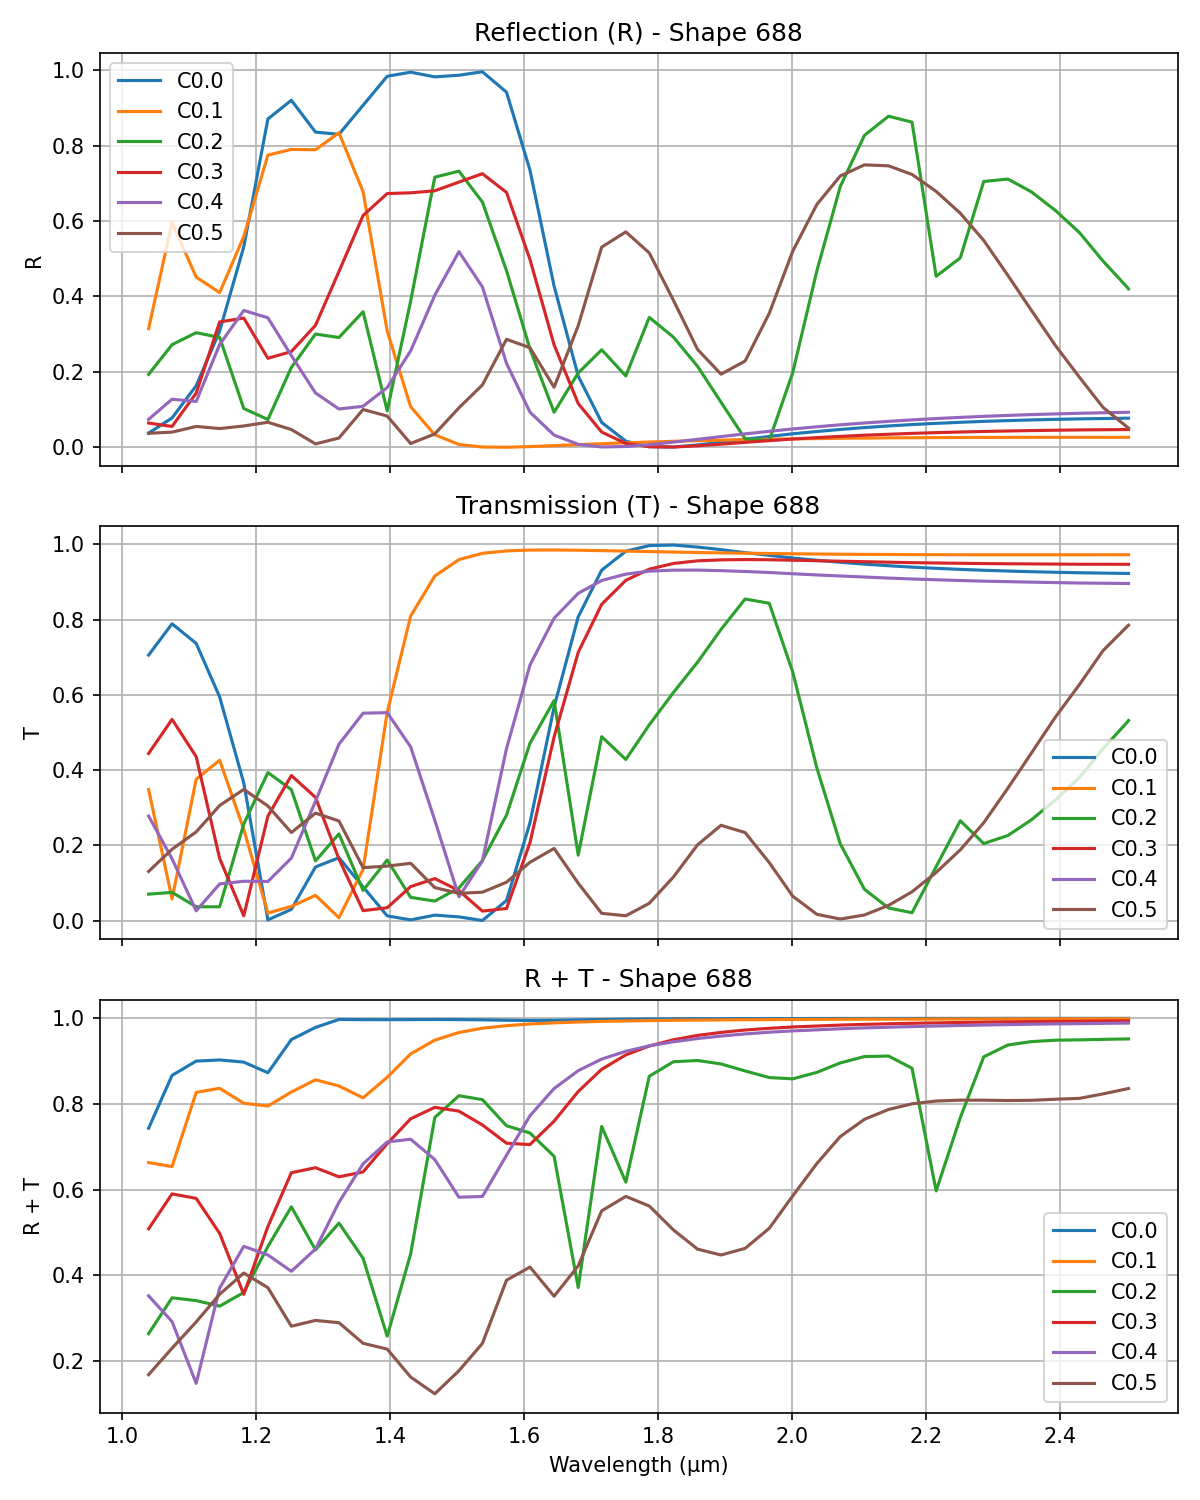 Reflection (R) - Shape 688
1.0
0.8
0.6
0.4
0.2
0.0
R
C0.0
C0.1
C0.2
C0.3
C0.4
C0.5
Transmission (T) - Shape 688
1.0
0.8
0.6
0.4
0.2
0.0
T
C0.0
C0.1
C0.2
C0.3
C0.4
C0.5
R + T - Shape 688
1.0
0.8
0.6
0.4
0.2
R + T
C0.0
C0.1
C0.2
C0.3
C0.4
C0.5
1.0 1.2 1.4 1.6 1.8 2.0 2.2 2.4
Wavelength (μm)